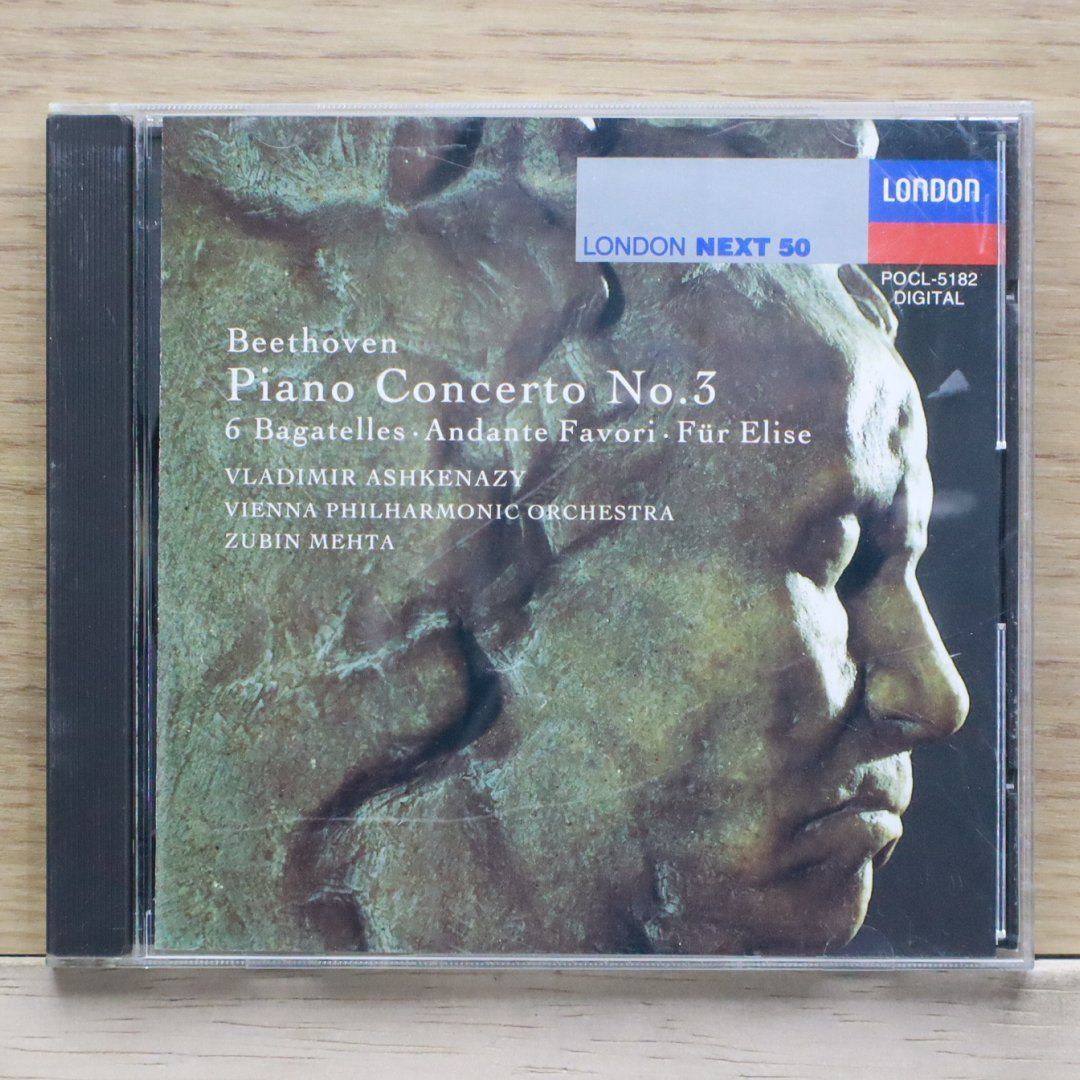 LONDON
LONDON NEXT 50
POCL-5182
DIGITAL
Beethoven
Piano Concerto No.3
6 Bagatelles · Andante Favori · Für Elise
VLADIMIR ASHKENAZY
VIENNA PHILHARMONIC ORCHESTRA
ZUBIN MEHTA